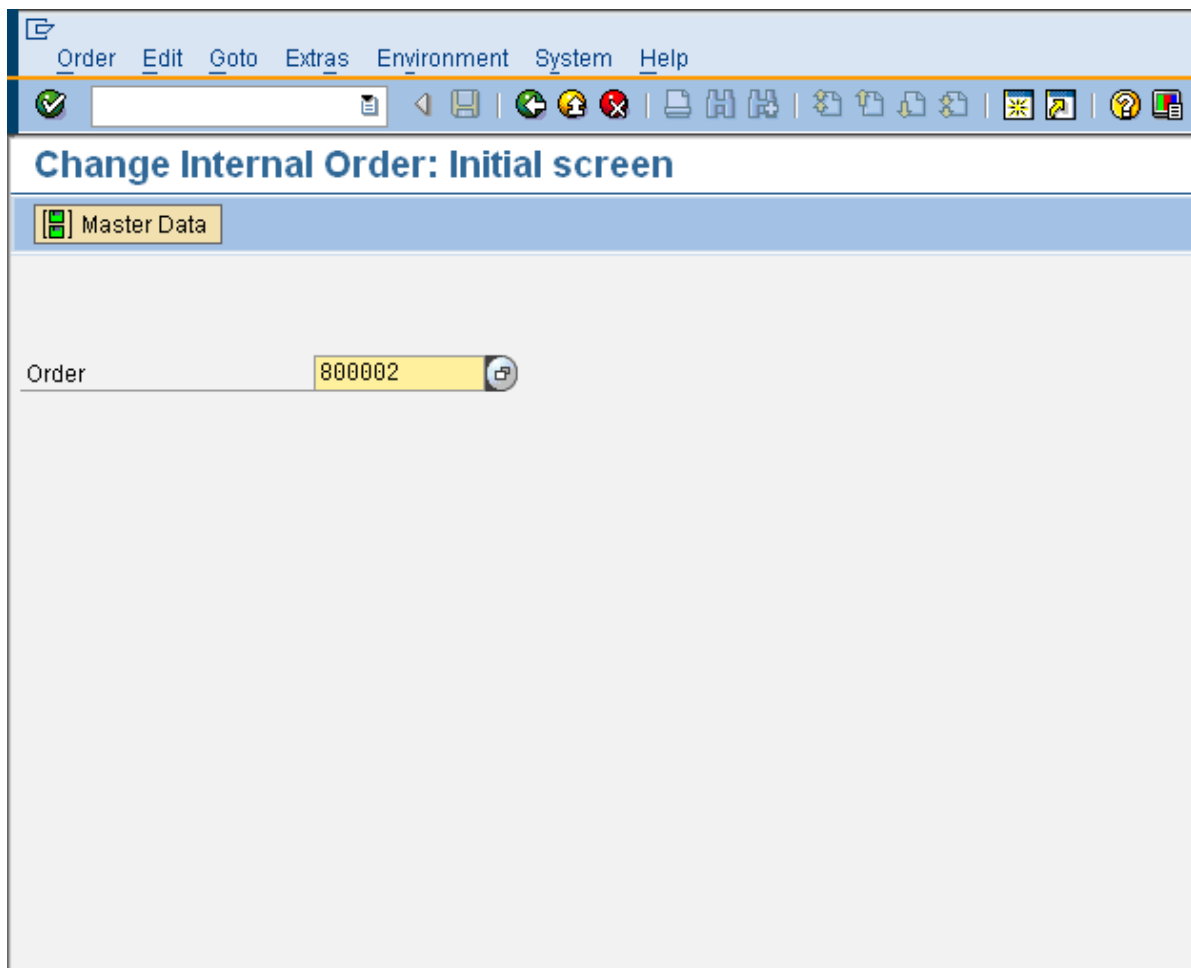 Order Edit Goto Extras Environment System Help
Change Internal Order: Initial screen
Master Data
Order 800002